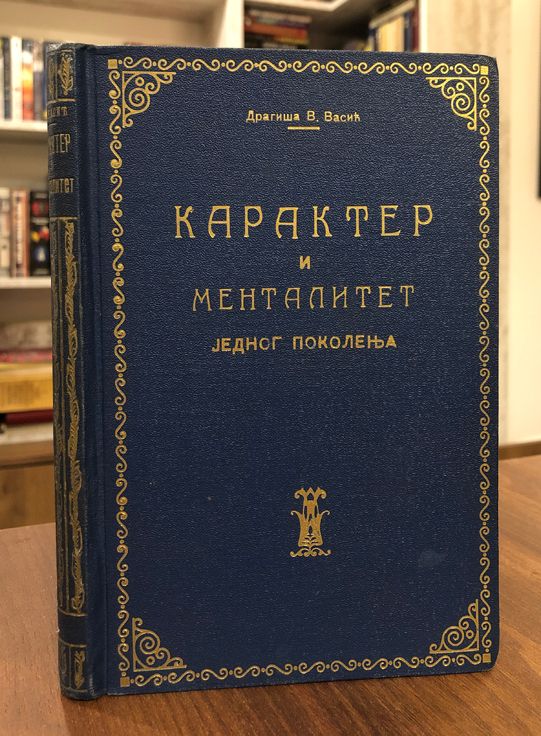 Драгиша В. Васић
КАРАКТЕР
и
МЕНТАЛИТЕТ
ЈЕДНОГ ПОКОЛЕЊА